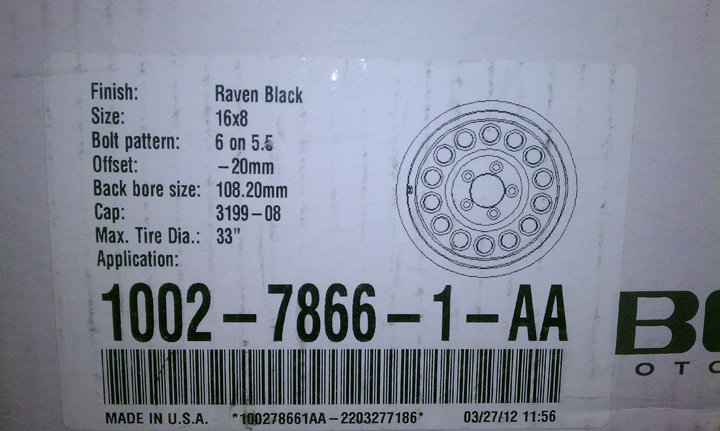 Finish: Raven Black
Size: 16x8
Bolt pattern: 6 on 5.5
Offset: –20mm
Back bore size: 108.20mm
Cap: 3199–08
Max. Tire Dia.: 33"
Application:
1002–7866–1–AA
MADE IN U.S.A. *100278661AA–2203277186* 03/27/12 11:56